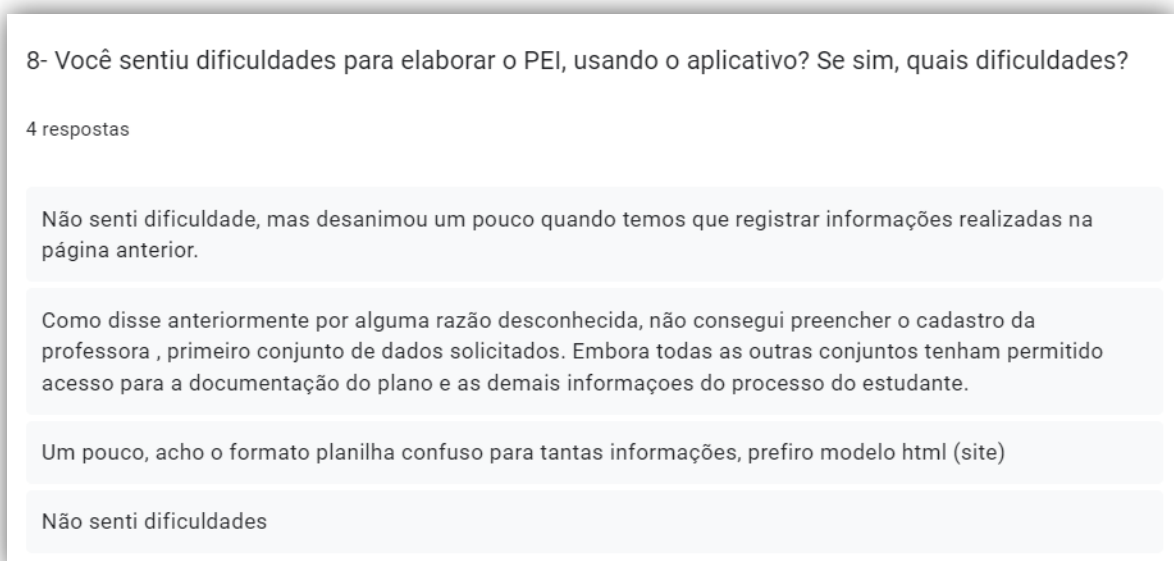 8- Você sentiu dificuldades para elaborar o PEI, usando o aplicativo? Se sim, quais dificuldades?
4 respostas
Não senti dificuldade, mas desanimou um pouco quando temos que registrar informações realizadas na
página anterior.
Como disse anteriormente por alguma razão desconhecida, não consegui preencher o cadastro da
professora , primeiro conjunto de dados solicitados. Embora todas as outras conjuntos tenham permitido
acesso para a documentação do plano e as demais informaçoes do processo do estudante.
Um pouco, acho o formato planilha confuso para tantas informações, prefiro modelo html (site)
Não senti dificuldades